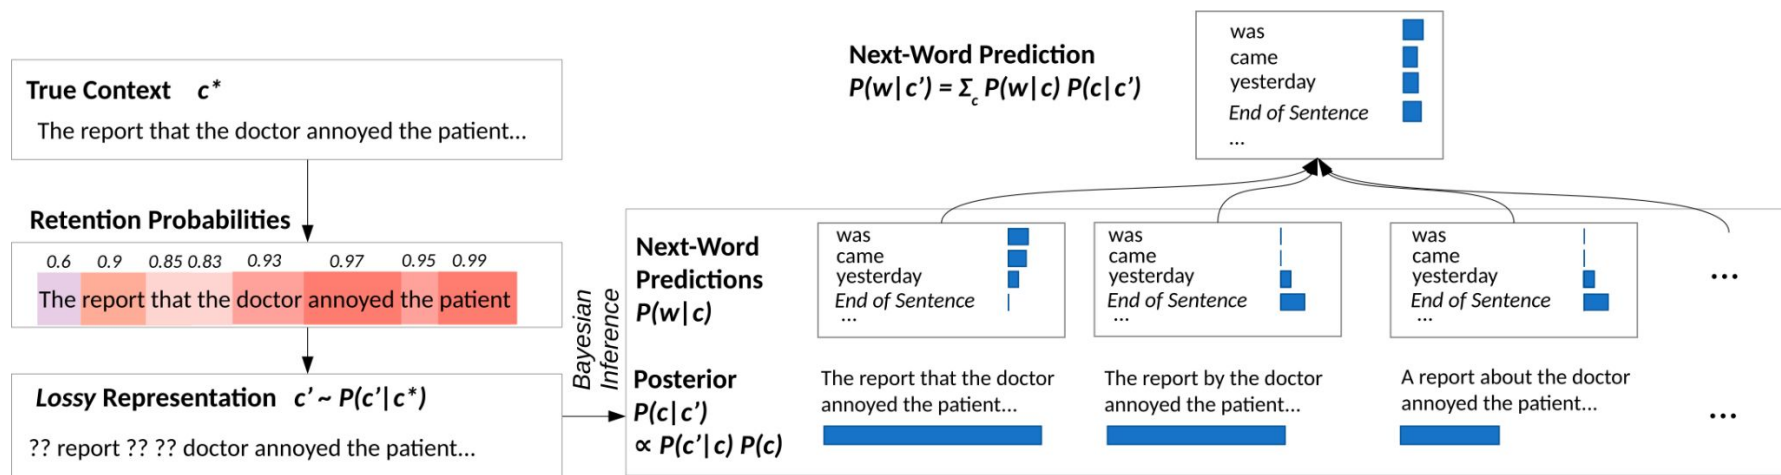 True Context c*
The report that the doctor annoyed the patient...
Retention Probabilities
0.6 0.9 0.85 0.83 0.93 0.97 0.95 0.99
The report that the doctor annoyed the patient
Lossy Representation c’ ~ P(c’|c*)
?? report ?? ?? doctor annoyed the patient...
Bayesian
Inference
Next-Word Prediction
P(w|c’) = Σc P(w|c) P(c|c’)
was
came
yesterday
End of Sentence
...
Next-Word
Predictions
P(w|c)
was
came
yesterday
End of Sentence
...
was
came
yesterday
End of Sentence
...
was
came
yesterday
End of Sentence
...
...
Posterior
P(c|c’)
∝ P(c’|c) P(c)
The report that the doctor
annoyed the patient...
The report by the doctor
annoyed the patient...
A report about the doctor
annoyed the patient...
...